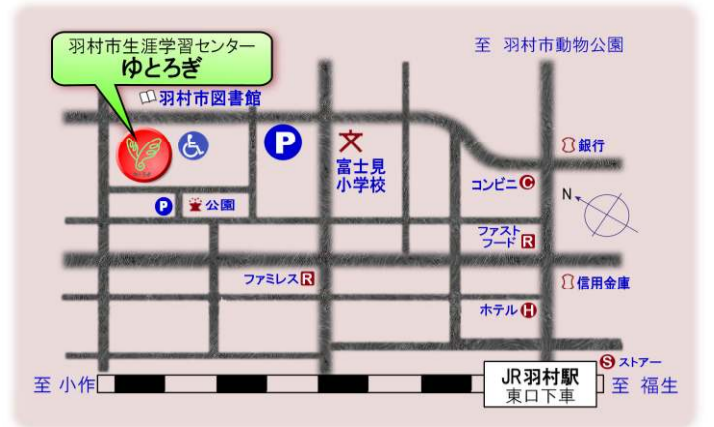 羽村市生涯学習センター
ゆとろぎ
至 羽村市動物公園
羽村市図書館
P
文
富士見
小学校
銀行
コンビニ C
N
P
公園
ファスト
フード R
ファミレス R
信用金庫
ホテル H
S ストアー
JR羽村駅
東口下車
至 小作
至 福生